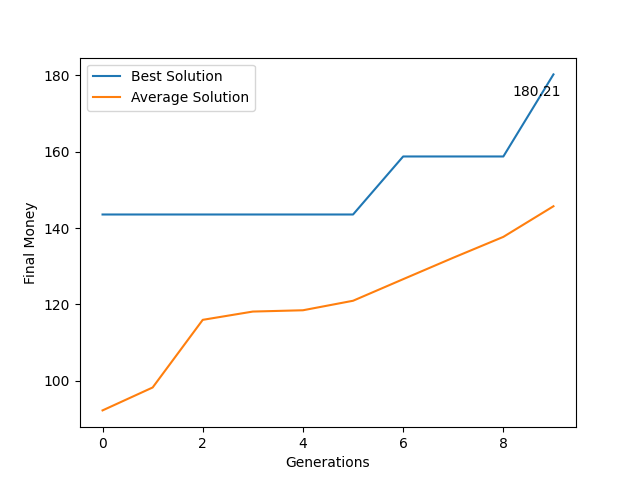 Best Solution
Average Solution
180.21
180
160
140
120
100
Final Money
0 2 4 6 8
Generations